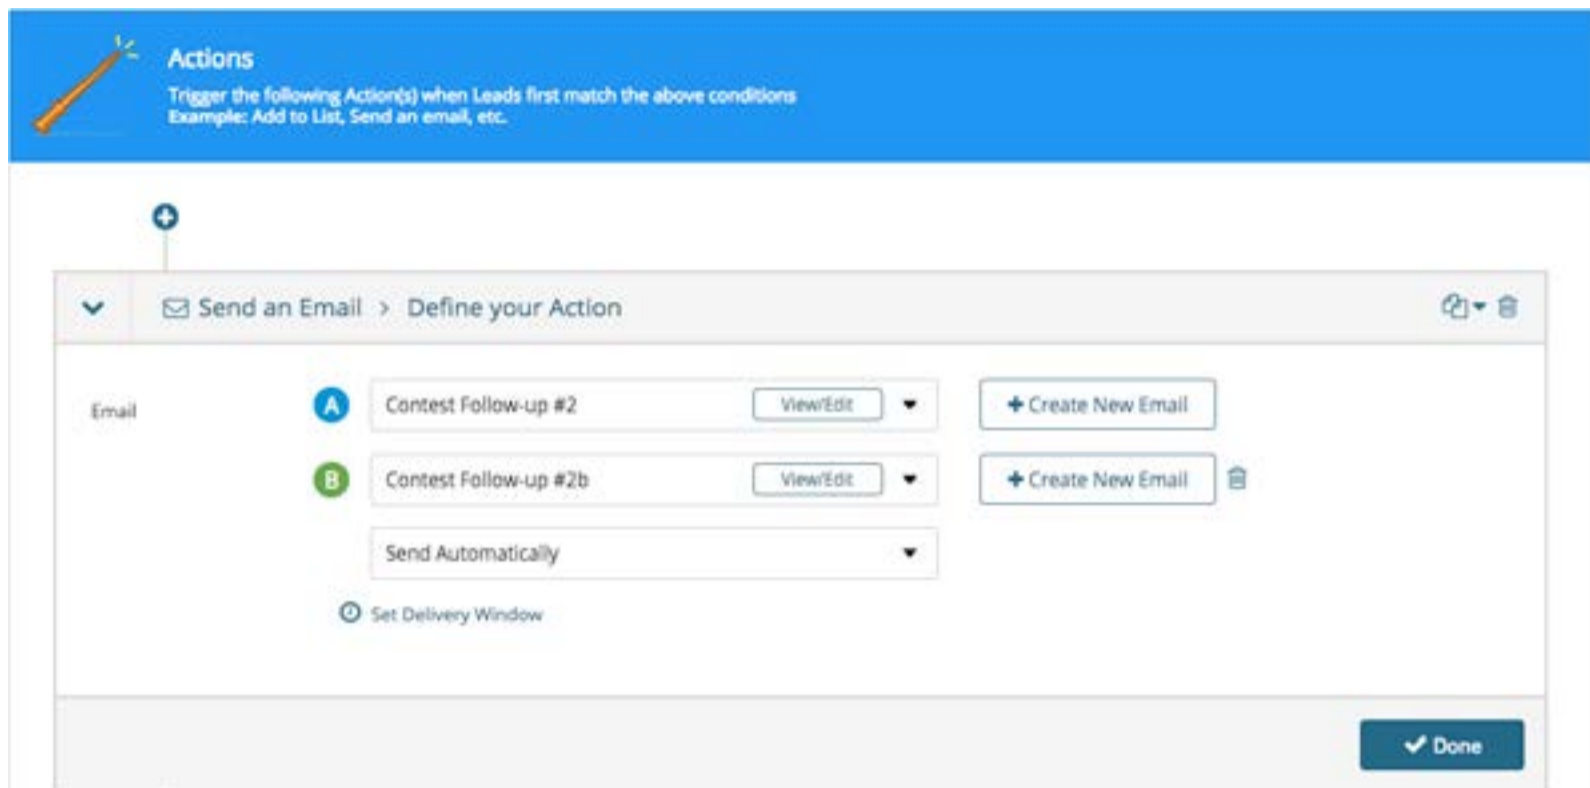 Actions
Trigger the following Action(s) when Leads first match the above conditions
Example: Add to List, Send an email, etc.
Send an Email > Define your Action
Email A Contest Follow-up #2 View/Edit + Create New Email
B Contest Follow-up #2b View/Edit + Create New Email
Send Automatically
Set Delivery Window
Done